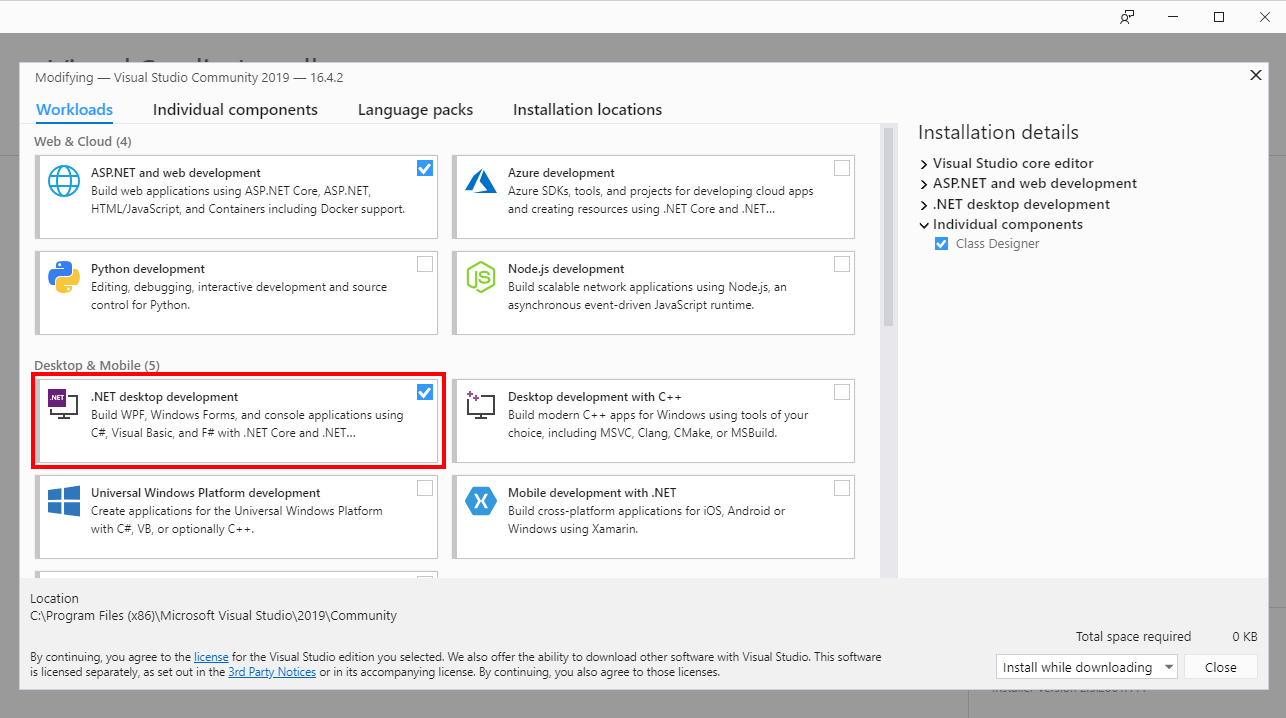 Modifying — Visual Studio Community 2019 — 16.4.2
Workloads
Individual components
Language packs
Installation locations
Web & Cloud (4)
ASP.NET and web development
Build web applications using ASP.NET Core, ASP.NET,
HTML/JavaScript, and Containers including Docker support.
Azure development
Azure SDKs, tools, and projects for developing cloud apps
and creating resources using .NET Core and .NET...
Python development
Editing, debugging, interactive development and source
control for Python.
JS
Node.js development
Build scalable network applications using Node.js, an
asynchronous event-driven JavaScript runtime.
Desktop & Mobile (5)
.NET
.NET desktop development
Build WPF, Windows Forms, and console applications using
C#, Visual Basic, and F# with .NET Core and .NET...
Desktop development with C++
Build modern C++ apps for Windows using tools of your
choice, including MSVC, Clang, CMake, or MSBuild.
Universal Windows Platform development
Create applications for the Universal Windows Platform
with C#, VB, or optionally C++.
Mobile development with .NET
Build cross-platform applications for iOS, Android or
Windows using Xamarin.
Installation details
Visual Studio core editor
ASP.NET and web development
.NET desktop development
Individual components
Class Designer
Location
C:\Program Files (x86)\Microsoft Visual Studio\2019\Community
Total space required 0 KB
By continuing, you agree to the license for the Visual Studio edition you selected. We also offer the ability to download other software with Visual Studio. This software
is licensed separately, as set out in the 3rd Party Notices or in its accompanying license. By continuing, you also agree to those licenses.
Install while downloading
Close